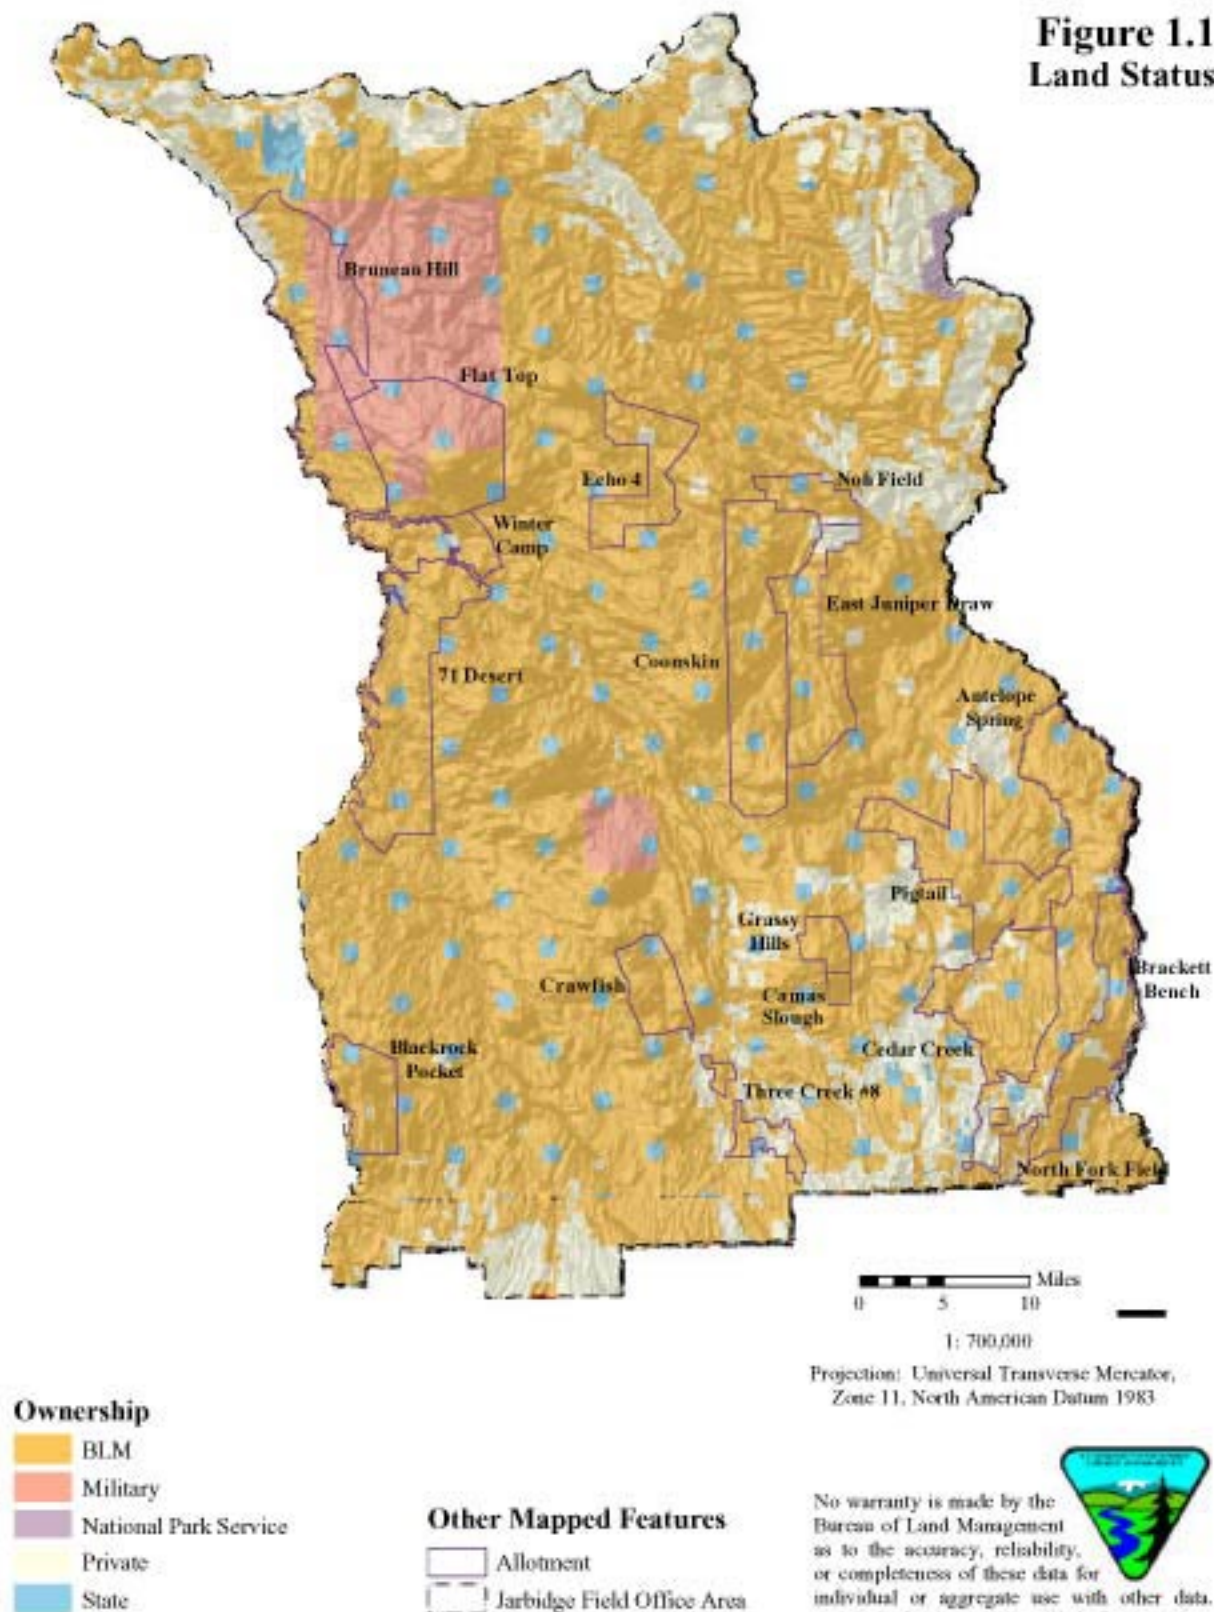 Figure 1.1
Land Status
Bruneau Hill
Flat Top
Echo 4
Noh Field
Winter
Camp
East Juniper Draw
Coonskin
71 Desert
Antelope
Spring
Pigtail
Grassy
Hills
Brackett
Bench
Crawfish
Camas
Slough
Blackrock
Pocket
Cedar Creek
Three Creek #8
North Fork Field
Miles
0 5 10
1: 700,000
Projection: Universal Transverse Mercator,
Zone 11, North American Datum 1983
Ownership
BLM
Military
National Park Service
Private
State
Other Mapped Features
Allotment
Jarbidge Field Office Area
No warranty is made by the
Bureau of Land Management
as to the accuracy, reliability,
or completeness of these data for
individual or aggregate use with other data.